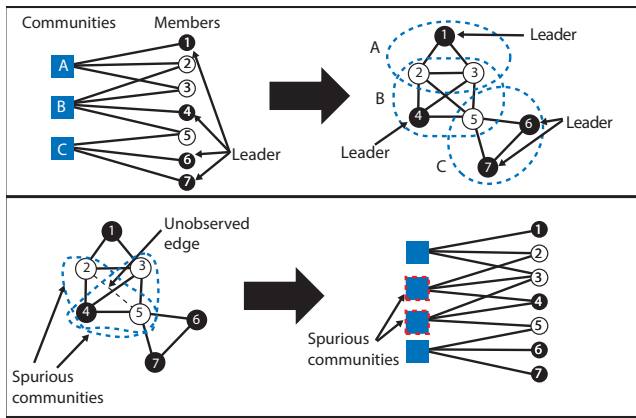 Communities
Members
A
B
C
1
2
3
4
5
6
7
Leader
A
B
C
1
2
3
4
5
6
7
Leader
Leader
Leader
Unobserved
edge
1
2
3
4
5
6
7
Spurious
communities
Spurious
communities
1
2
3
4
5
6
7